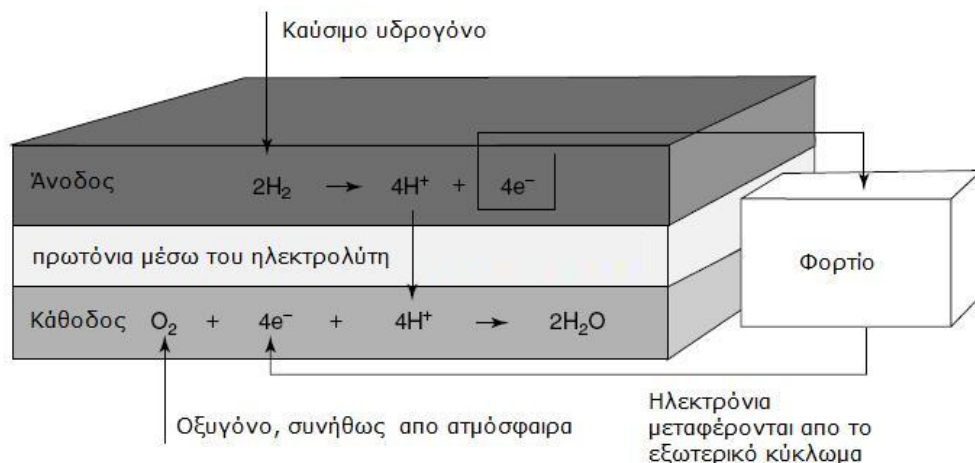 Καύσιμο υδρογόνο
Άνοδος 2H₂ → 4H⁺ + 4e⁻
πρωτόνια μέσω του ηλεκτρολύτη
Φορτίο
Κάθοδος O₂ + 4e⁻ + 4H⁺ → 2H₂O
Οξυγόνο, συνήθως απο ατμόσφαιρα
Ηλεκτρόνια
μεταφέρονται απο το
εξωτερικό κύκλωμα